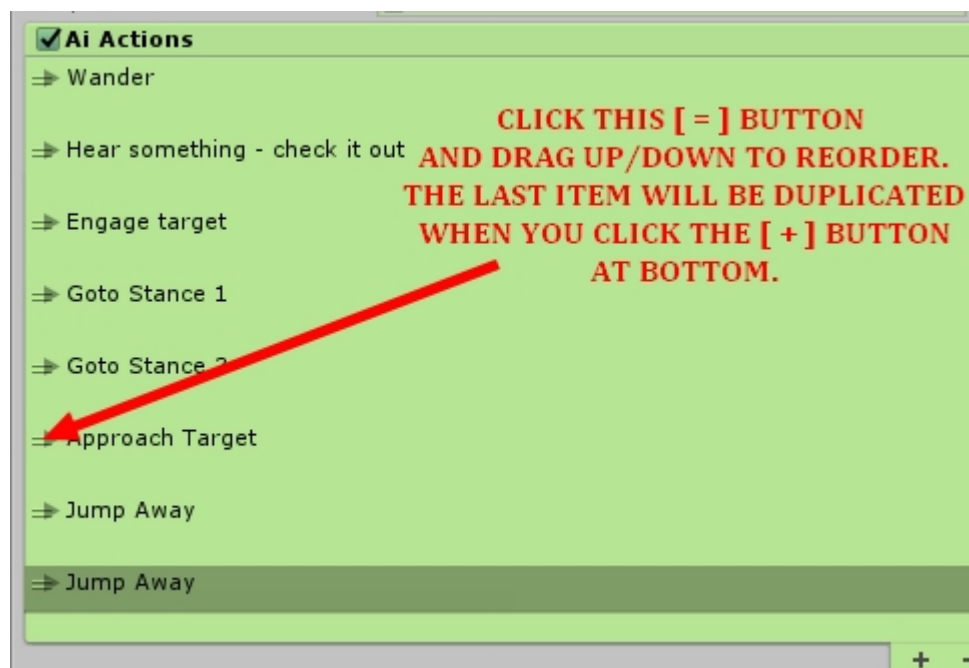 Ai Actions
Wander
CLICK THIS [ = ] BUTTON
AND DRAG UP/DOWN TO REORDER.
THE LAST ITEM WILL BE DUPLICATED
WHEN YOU CLICK THE [ + ] BUTTON
AT BOTTOM.
Hear something - check it out
Engage target
Goto Stance 1
Goto Stance
Approach Target
Jump Away
Jump Away
+ -